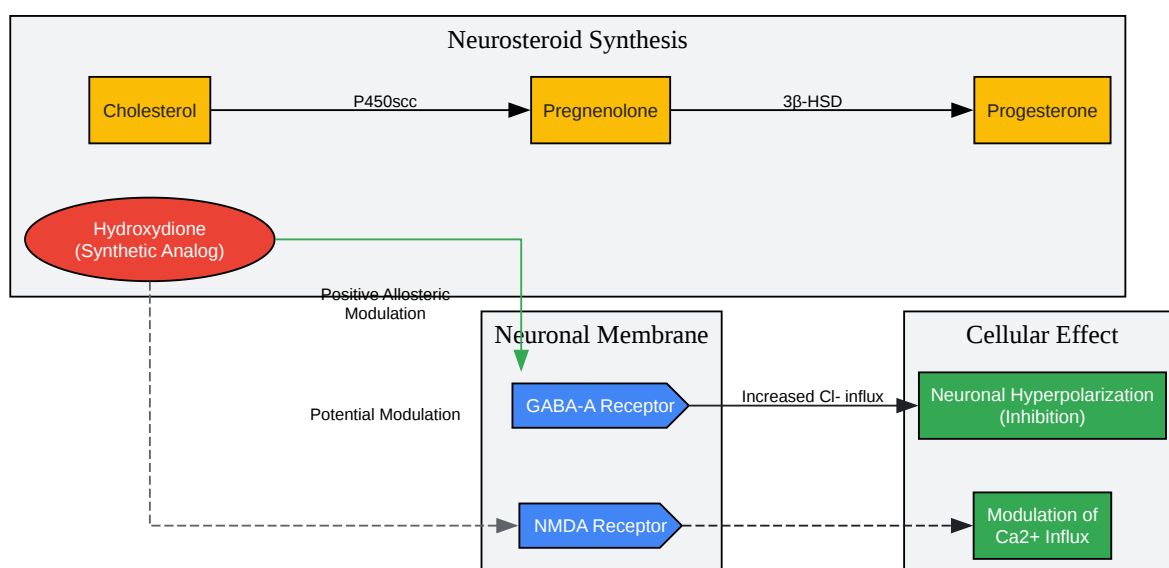 Neurosteroid Synthesis
Cholesterol
P450scc
Pregnenolone
3β-HSD
Progesterone
Hydroxydione
(Synthetic Analog)
Positive Allosteric
Modulation
Neuronal Membrane
Cellular Effect
GABA-A Receptor
Increased Cl- influx
Neuronal Hyperpolarization
(Inhibition)
Potential Modulation
NMDA Receptor
Modulation of
Ca2+ Influx